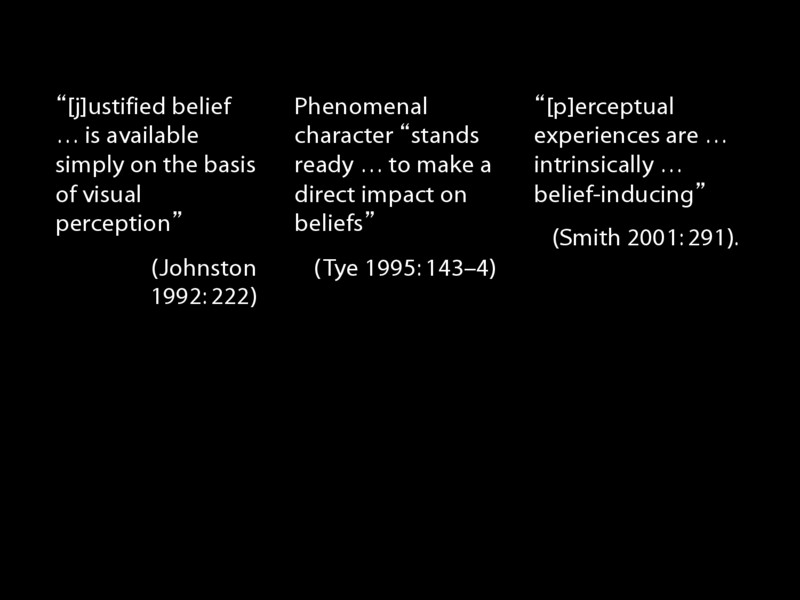 “[j]ustified belief
… is available
simply on the basis
of visual
perception”
(Johnston
1992: 222)
Phenomenal
character “stands
ready … to make a
direct impact on
beliefs”
(Tye 1995: 143–4)
“[p]erceptual
experiences are …
intrinsically …
belief-inducing”
(Smith 2001: 291).